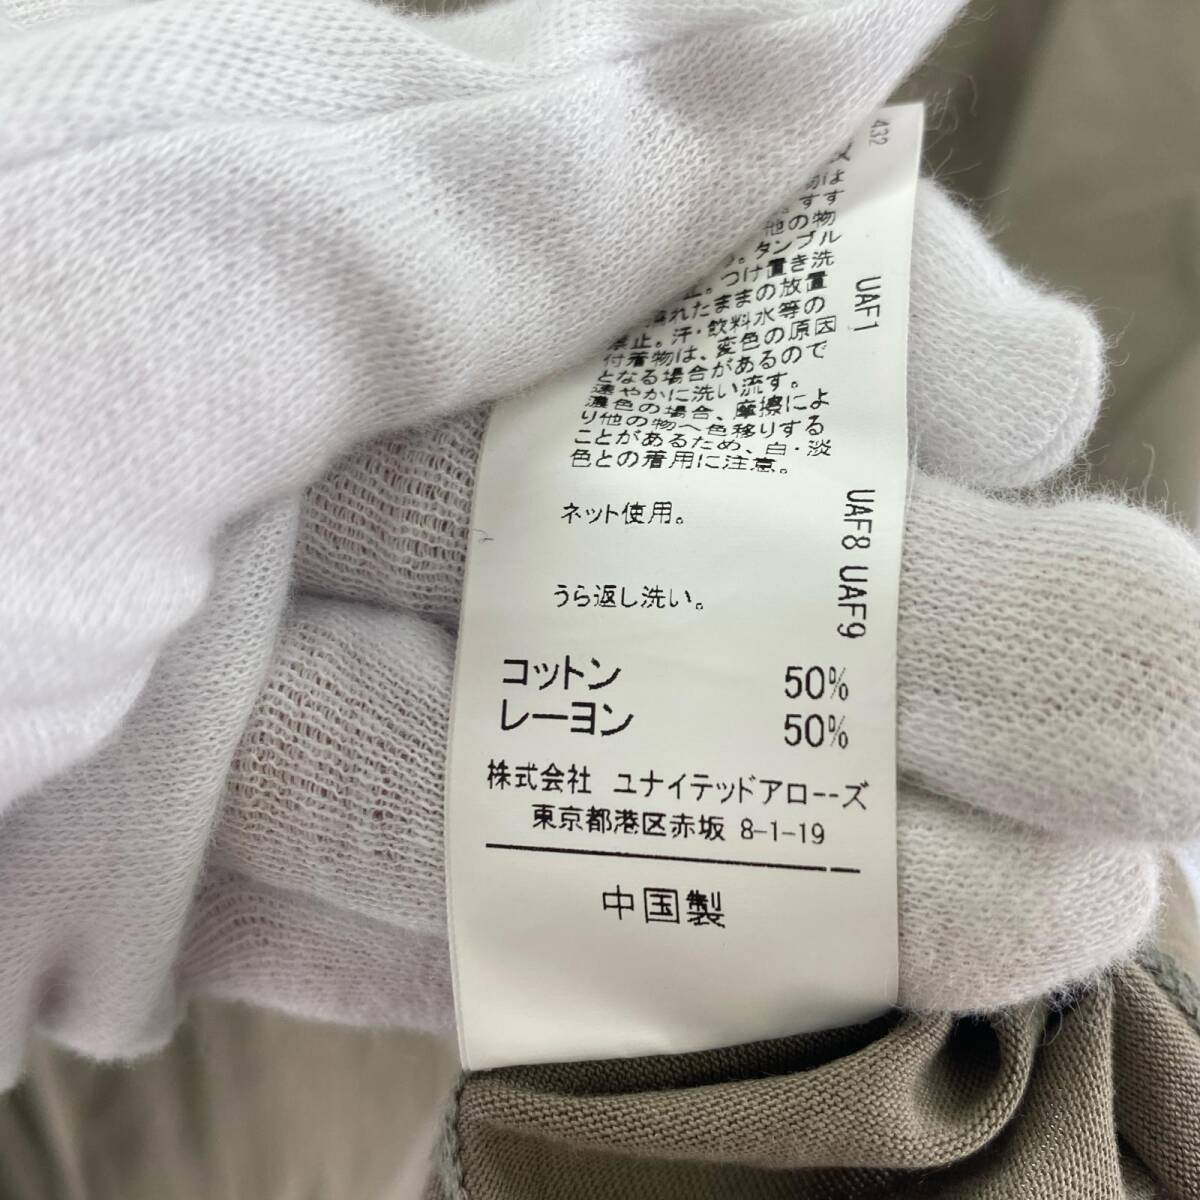 432
は
すす
他の物
。タンブル
止。つけ置き洗
濡れたままの放置
禁止。汗・飲料水等の
付着物は、変色の原因
となる場合があるので
速やかに洗い流す。
濃色の場合、摩擦によ
り他の物へ色移りする
ことがあるため、白・淡
色との着用に注意。
UAF1
ネット使用。
うら返し洗い。
UAF8 UAF9
コットン 50%
レーヨン 50%
株式会社 ユナイテッドアローズ
東京都港区赤坂 8-1-19
中国製